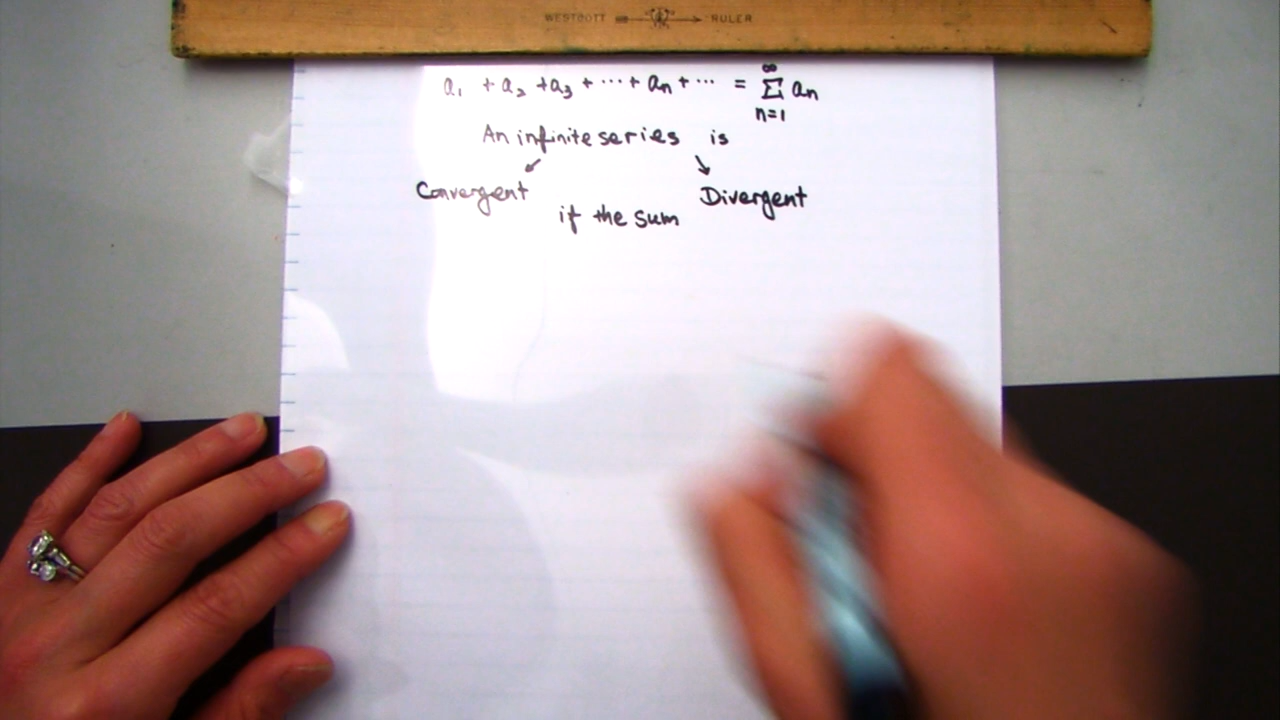 WESTCOTT RULER
a₁ + a₂ + a₃ + ⋯ + aₙ + ⋯ = ∞ Σ n=1 aₙ
An infinite series is
↙ ↘
Convergent Divergent
if the sum